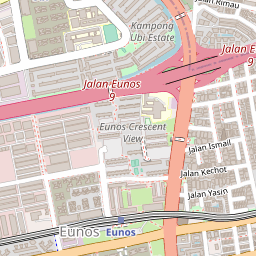 Jalan Rimau
Kampong
Ubi Estate
Jalan E
9
Jalan Eunos
9
Eunos Crescent
View
Jalan Ismail
Jalan Kechot
Jalan Yasin
Eunos
Eunos